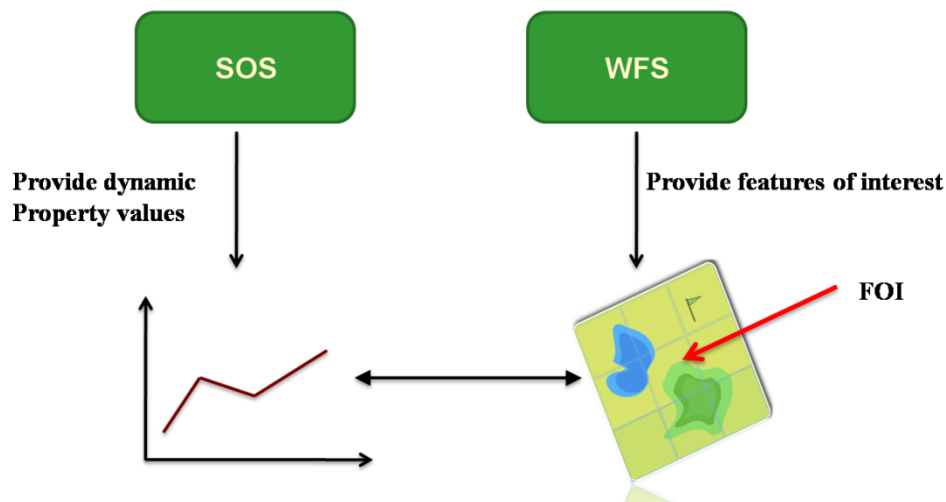 SOS
WFS
Provide dynamic
Property values
Provide features of interest
FOI